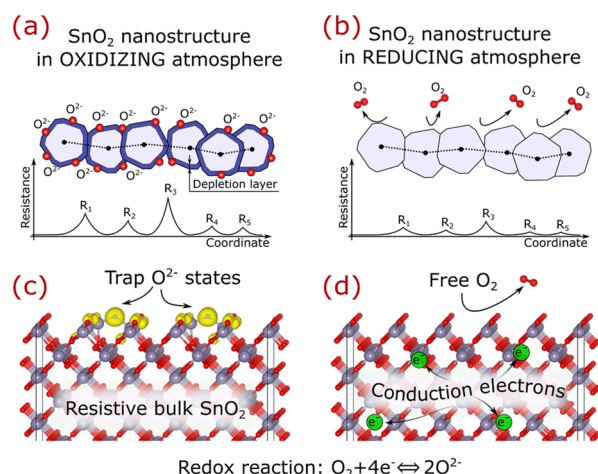 (a)
SnO2 nanostructure
in OXIDIZING atmosphere
O2- O2- O2- O2- O2-
O2-
O2- O2- O2-
Depletion layer
Resistance
R1 R2 R3 R4 R5
Coordinate
(b)
SnO2 nanostructure
in REDUCING atmosphere
O2 O2 O2 O2
Resistance
R1 R2 R3 R4 R5
Coordinate
(c)
Trap O2- states
Resistive bulk SnO2
(d)
Free O2
e- e-
Conduction electrons
e- e-
Redox reaction: O2+4e-⇔2O2-